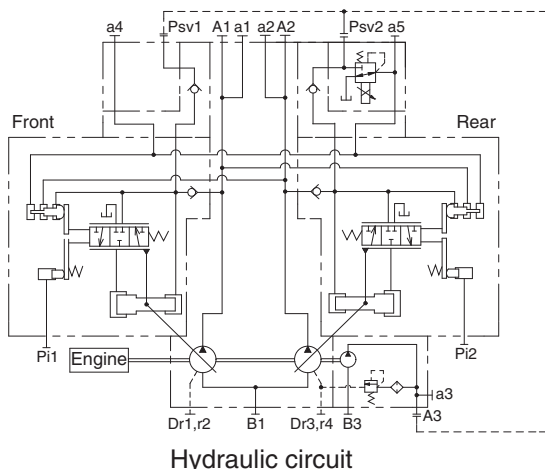 a4 Psv1 A1 a1 a2 A2 Psv2 a5
Front Rear
Pi1 Engine Pi2
a3
A3
Dr1,r2 B1 Dr3,r4 B3
Hydraulic circuit